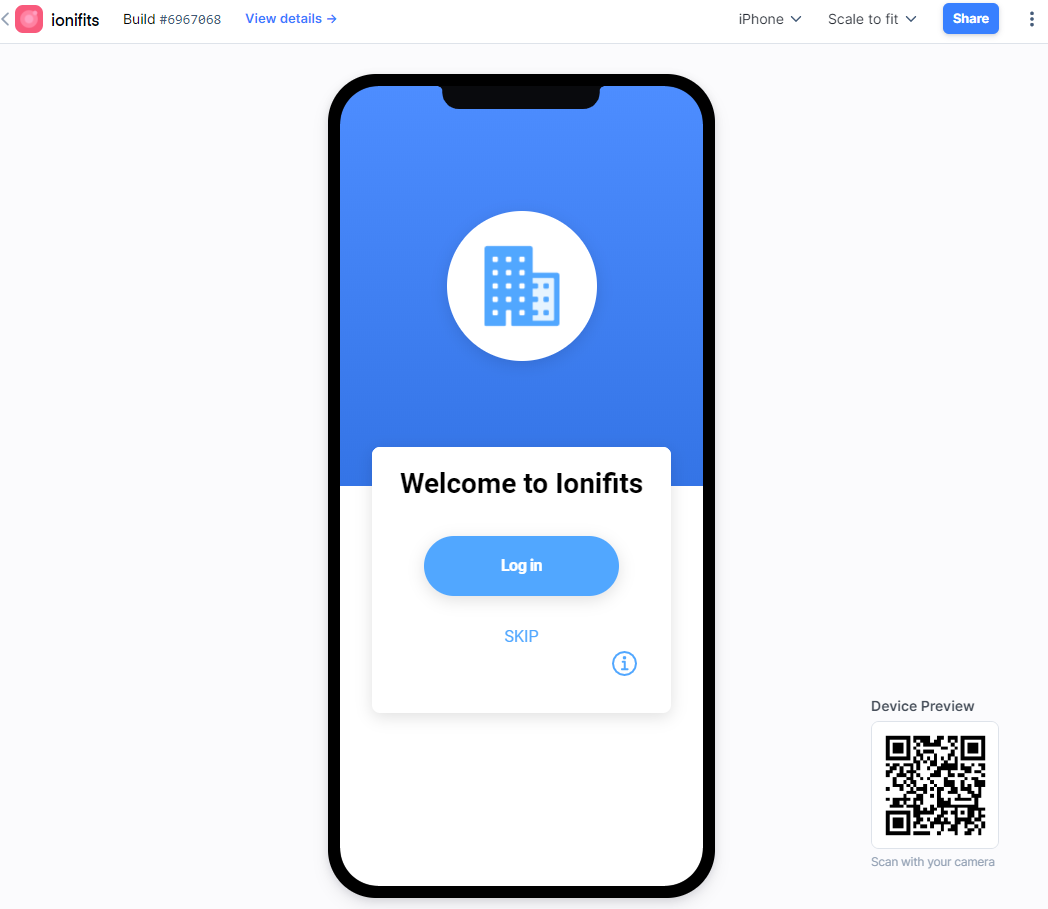 ionifits
Build #6967068
View details →
iPhone
Scale to fit
Share
Welcome to Ionifits
Log in
SKIP
Device Preview
Scan with your camera